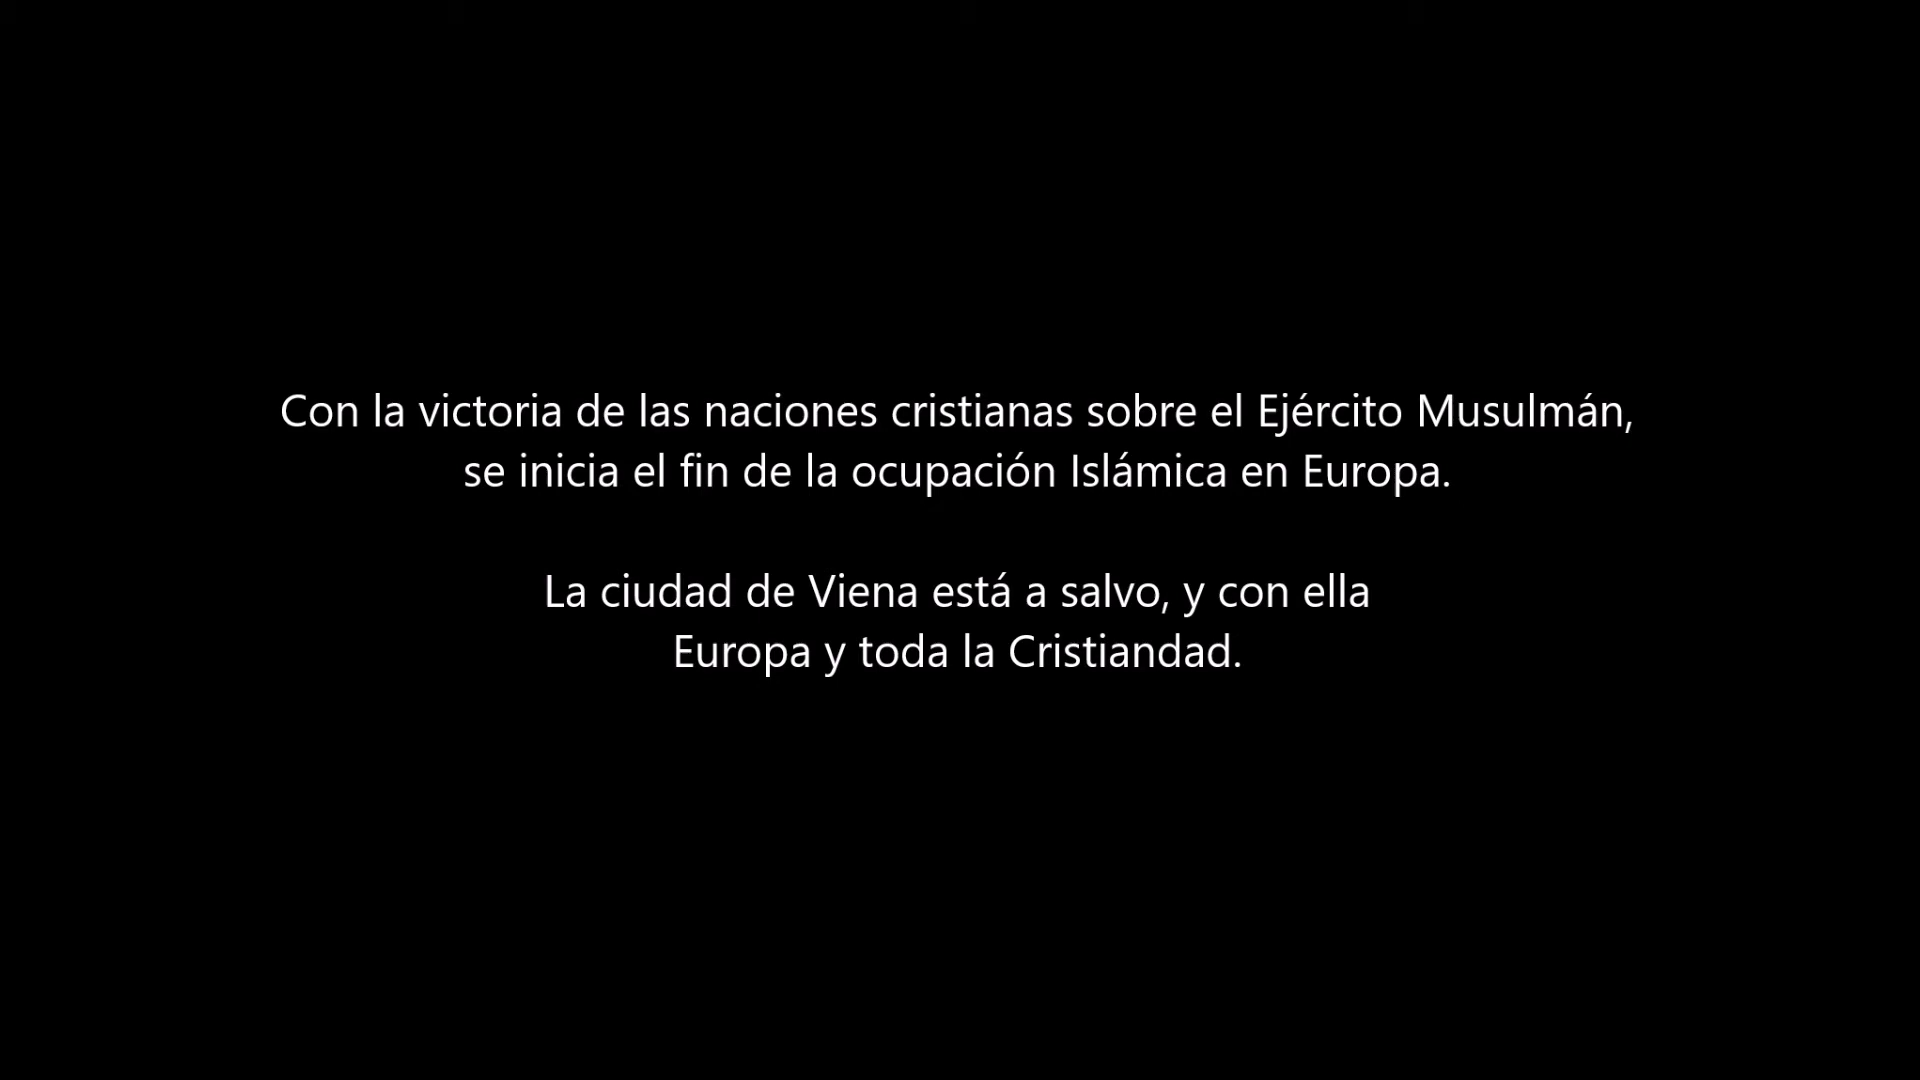 Con la victoria de las naciones cristianas sobre el Ejército Musulmán,
se inicia el fin de la ocupación Islámica en Europa.
La ciudad de Viena está a salvo, y con ella
Europa y toda la Cristiandad.